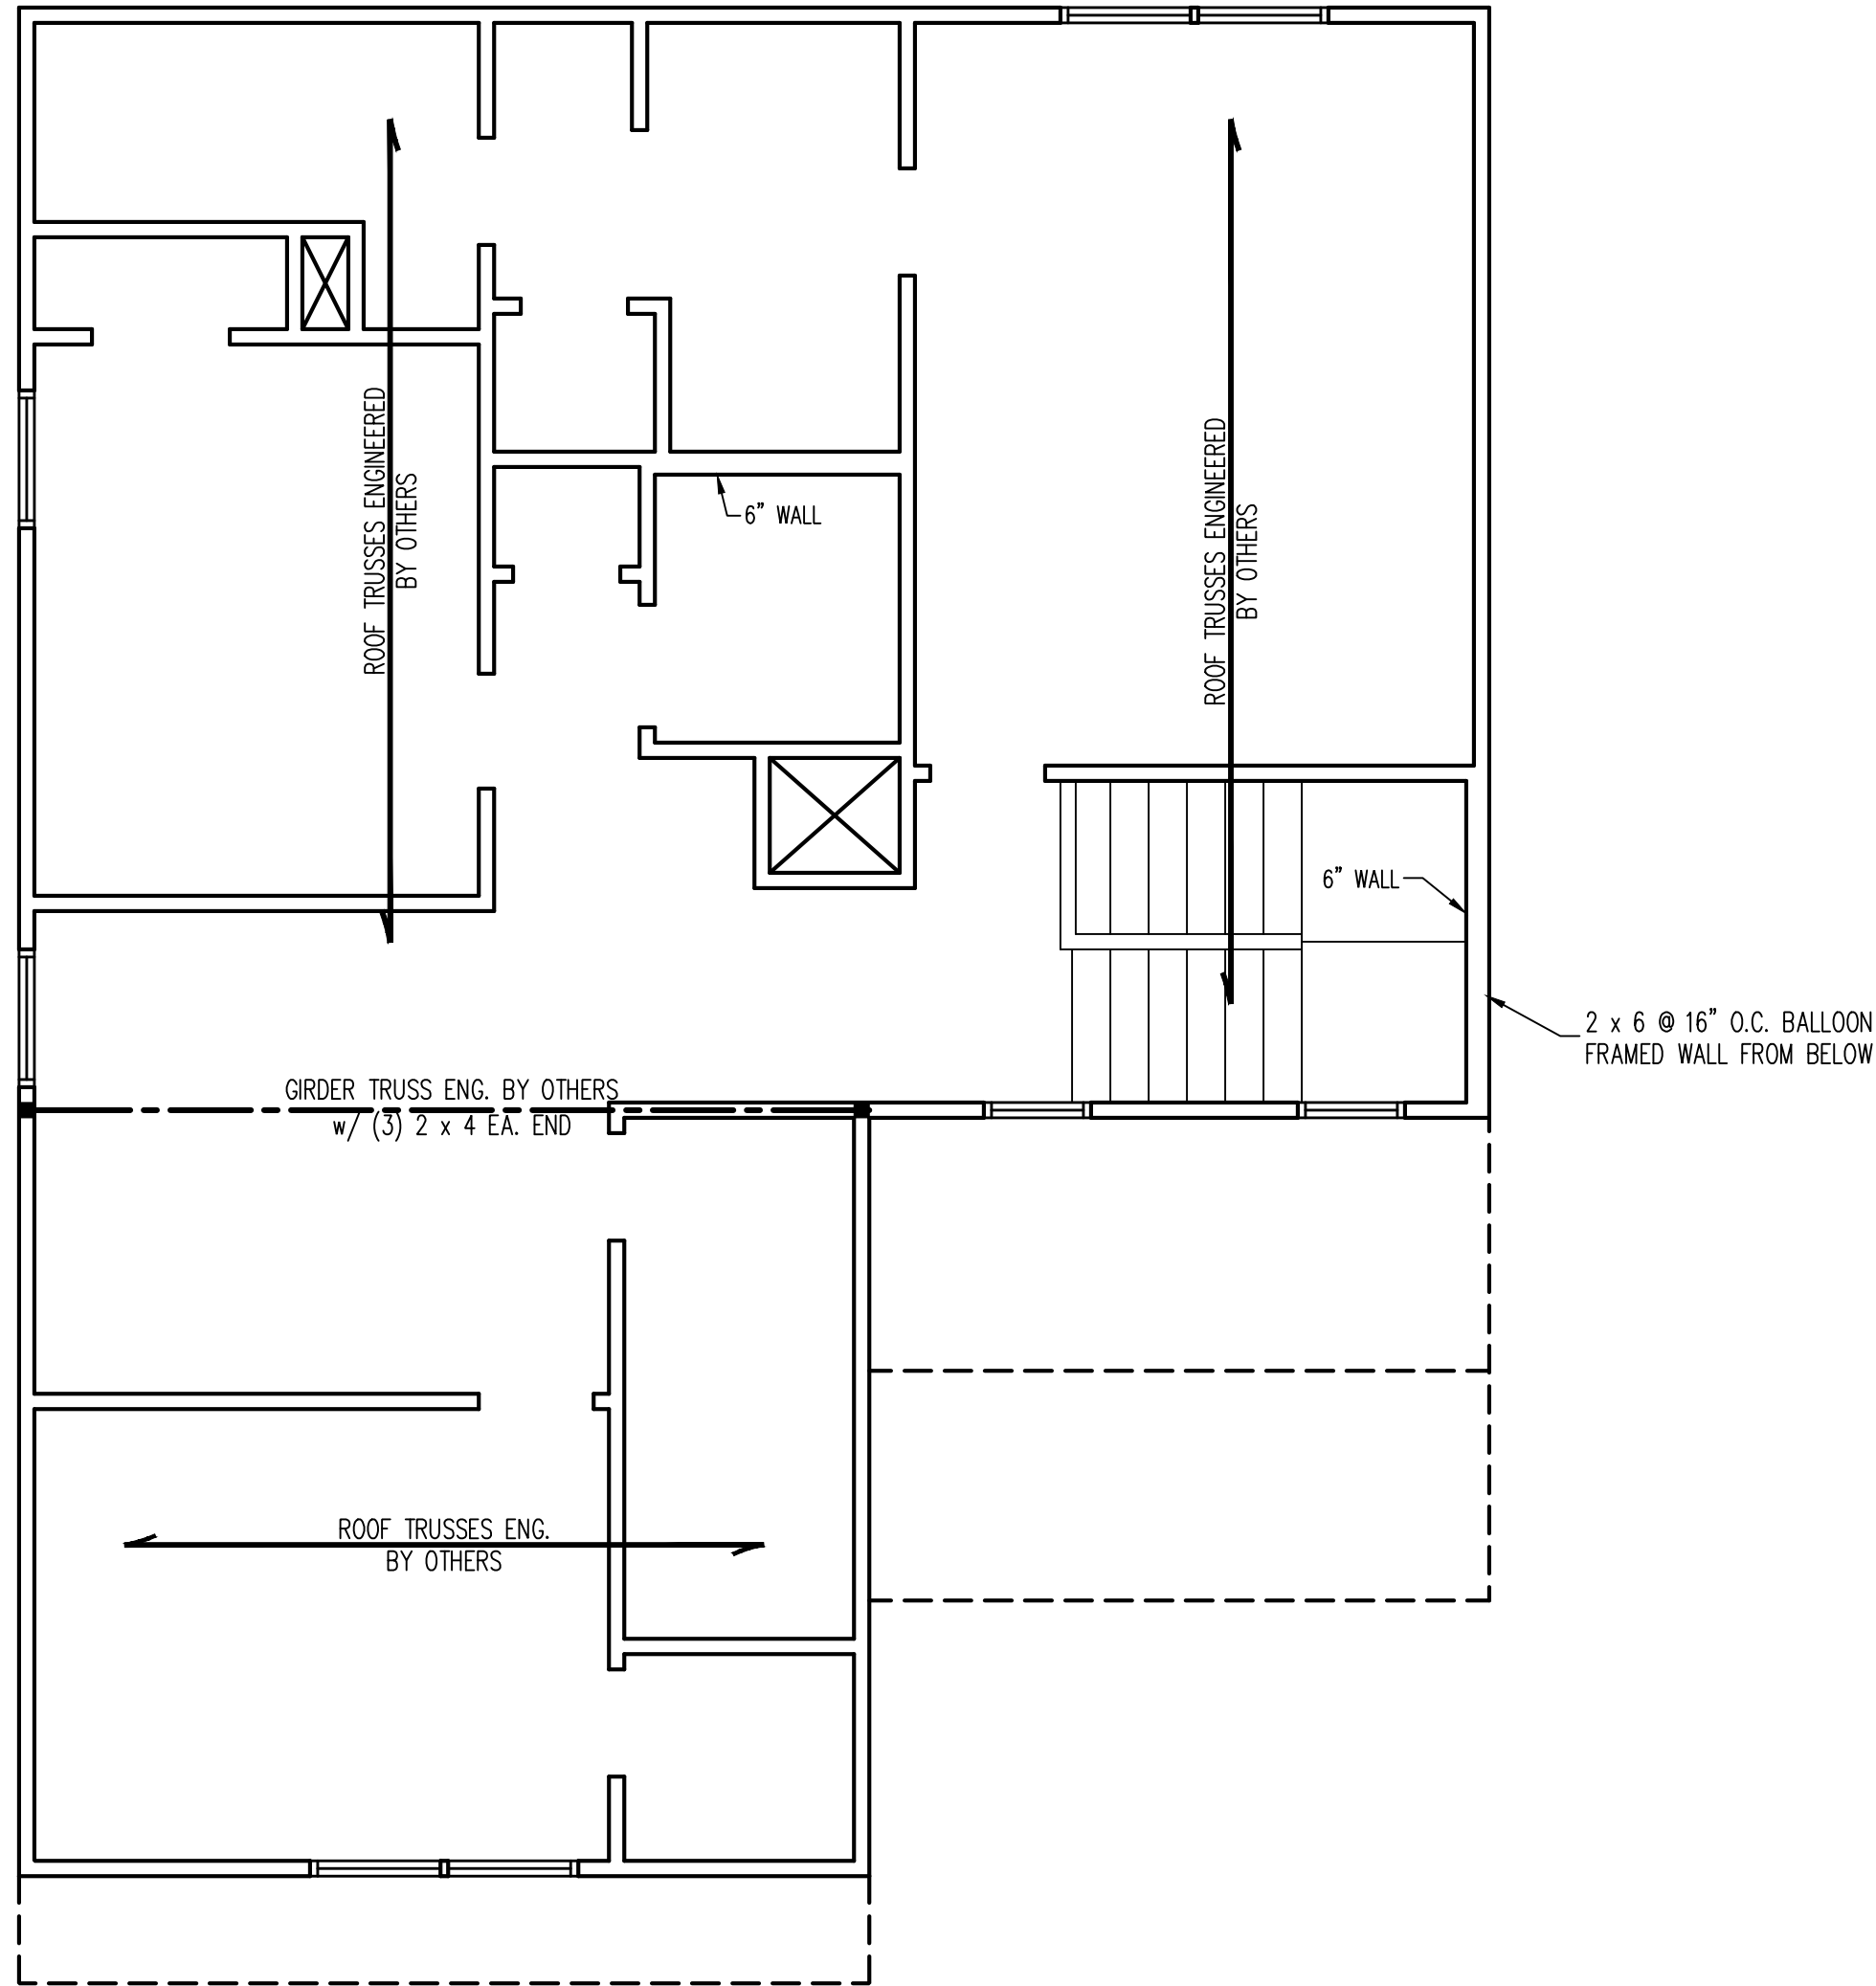 ROOF TRUSSES ENGINEERED
BY OTHERS
ROOF TRUSSES ENGINEERED
BY OTHERS
6" WALL
6" WALL
2 x 6 @ 16" O.C. BALLOON
FRAMED WALL FROM BELOW
GIRDER TRUSS ENG. BY OTHERS
w/ (3) 2 x 4 EA. END
ROOF TRUSSES ENG.
BY OTHERS